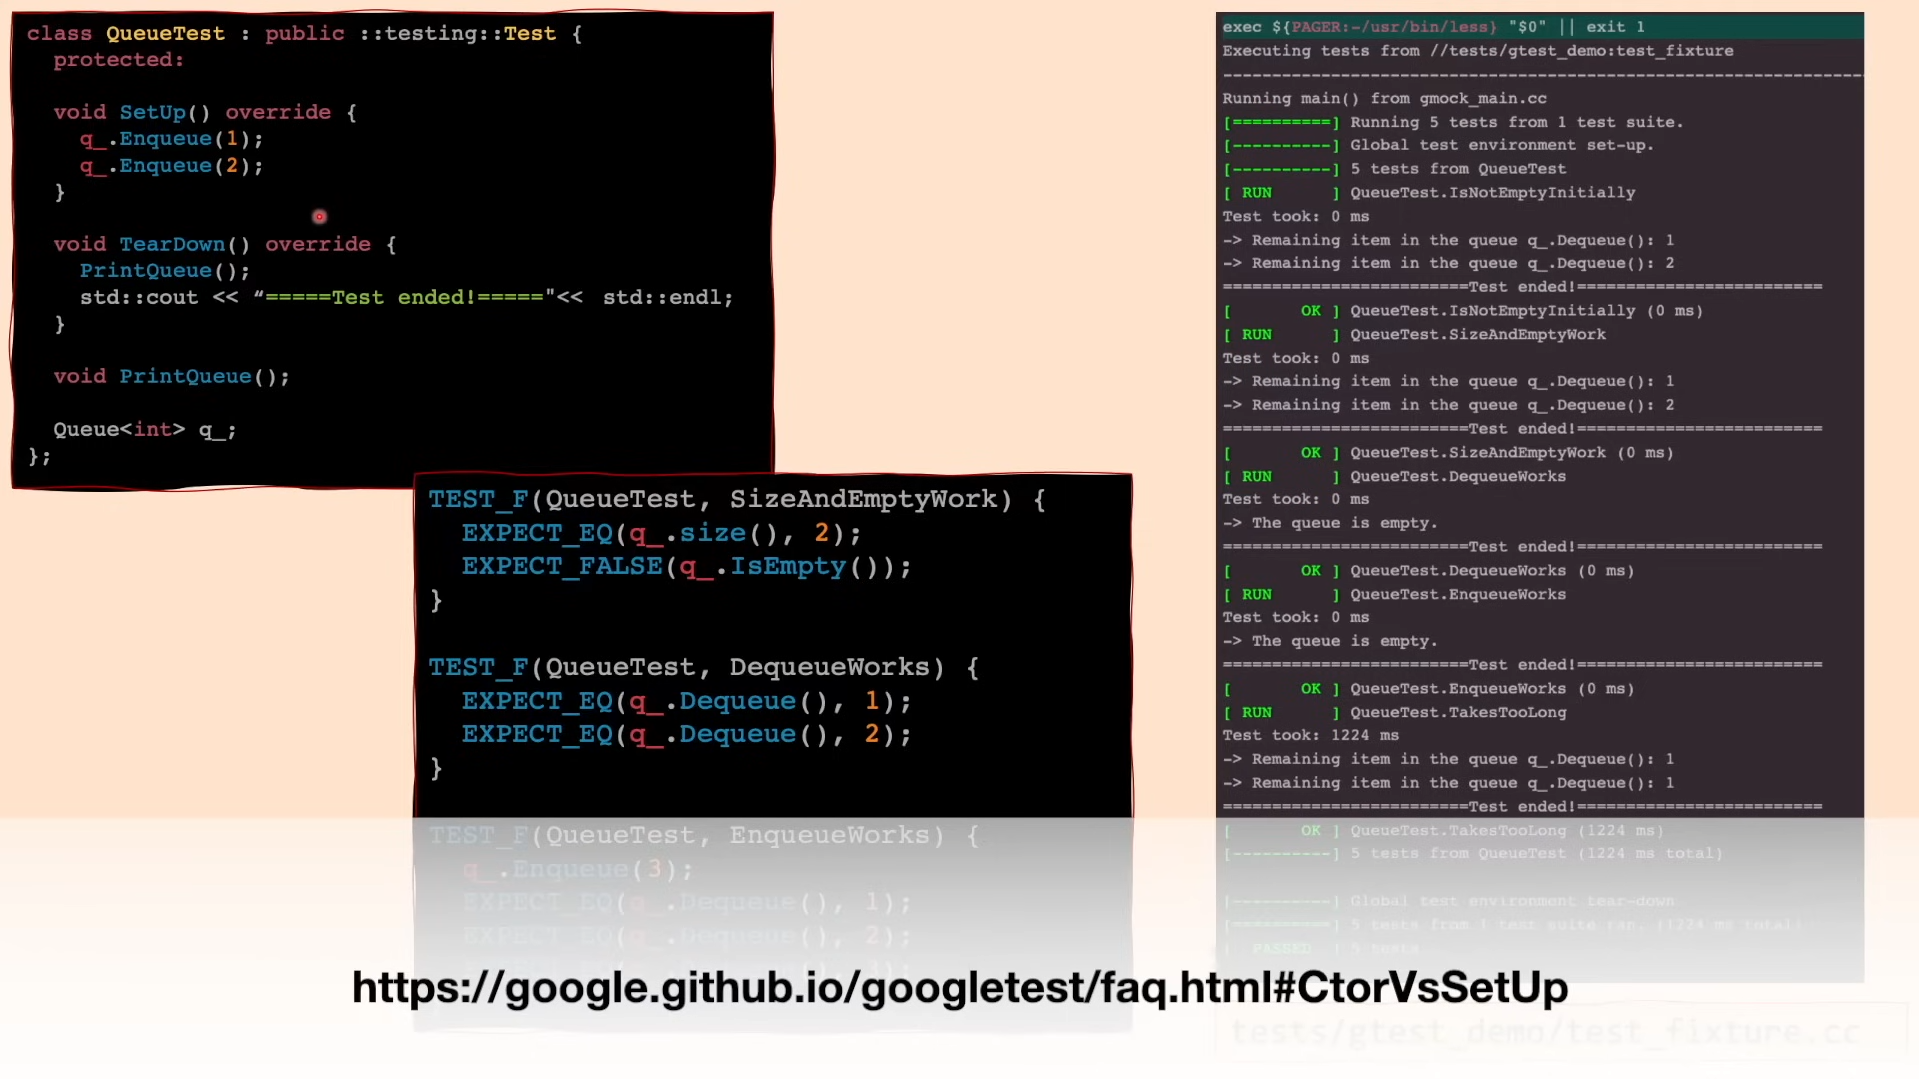 class QueueTest : public ::testing::Test {
protected:
void SetUp() override {
q_.Enqueue(1);
q_.Enqueue(2);
}
void TearDown() override {
PrintQueue();
std::cout << “=====Test ended!====="<< std::endl;
}
void PrintQueue();
Queue<int> q_;
};
TEST_F(QueueTest, SizeAndEmptyWork) {
EXPECT_EQ(q_.size(), 2);
EXPECT_FALSE(q_.IsEmpty());
}
TEST_F(QueueTest, DequeueWorks) {
EXPECT_EQ(q_.Dequeue(), 1);
EXPECT_EQ(q_.Dequeue(), 2);
}
TEST_F(QueueTest, EnqueueWorks) {
q_.Enqueue(3);
EXPECT_EQ(q_.Dequeue(), 1);
EXPECT_EQ(q_.Dequeue(), 2);
exec ${PAGER:-/usr/bin/less} "$0" || exit 1
Executing tests from //tests/gtest_demo:test_fixture
-----------------------------------------------------------------------------
Running main() from gmock_main.cc
[==========] Running 5 tests from 1 test suite.
[----------] Global test environment set-up.
[----------] 5 tests from QueueTest
[ RUN      ] QueueTest.IsNotEmptyInitially
Test took: 0 ms
-> Remaining item in the queue q_.Dequeue(): 1
-> Remaining item in the queue q_.Dequeue(): 2
=========================Test ended!=========================
[       OK ] QueueTest.IsNotEmptyInitially (0 ms)
[ RUN      ] QueueTest.SizeAndEmptyWork
Test took: 0 ms
-> Remaining item in the queue q_.Dequeue(): 1
-> Remaining item in the queue q_.Dequeue(): 2
=========================Test ended!=========================
[       OK ] QueueTest.SizeAndEmptyWork (0 ms)
[ RUN      ] QueueTest.DequeueWorks
Test took: 0 ms
-> The queue is empty.
=========================Test ended!=========================
[       OK ] QueueTest.DequeueWorks (0 ms)
[ RUN      ] QueueTest.EnqueueWorks
Test took: 0 ms
-> The queue is empty.
=========================Test ended!=========================
[       OK ] QueueTest.EnqueueWorks (0 ms)
[ RUN      ] QueueTest.TakesTooLong
Test took: 1224 ms
-> Remaining item in the queue q_.Dequeue(): 1
-> Remaining item in the queue q_.Dequeue(): 1
=========================Test ended!=========================
[       OK ] QueueTest.TakesTooLong (1224 ms)
[----------] 5 tests from QueueTest (1224 ms total)
[----------] Global test environment tear-down
[==========] 5 tests from 1 test suite ran. (1224 ms total)
[  PASSED  ] 5 tests
https://google.github.io/googletest/faq.html#CtorVsSetUp
tests/gtest_demo/test_fixture.cc